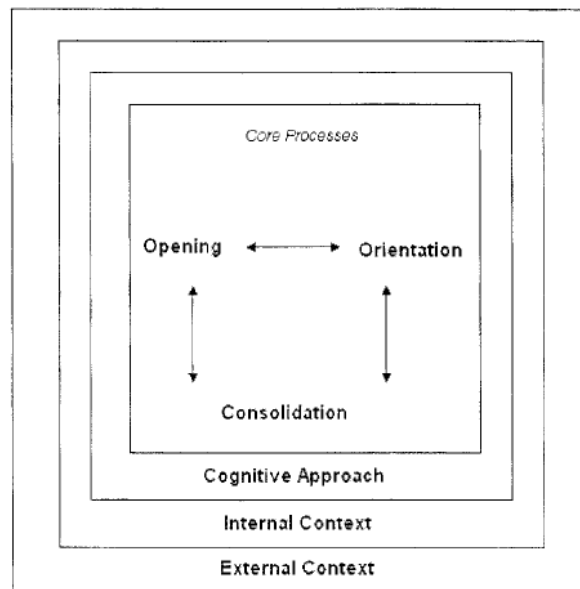 Core Processes
Opening
Orientation
Consolidation
Cognitive Approach
Internal Context
External Context